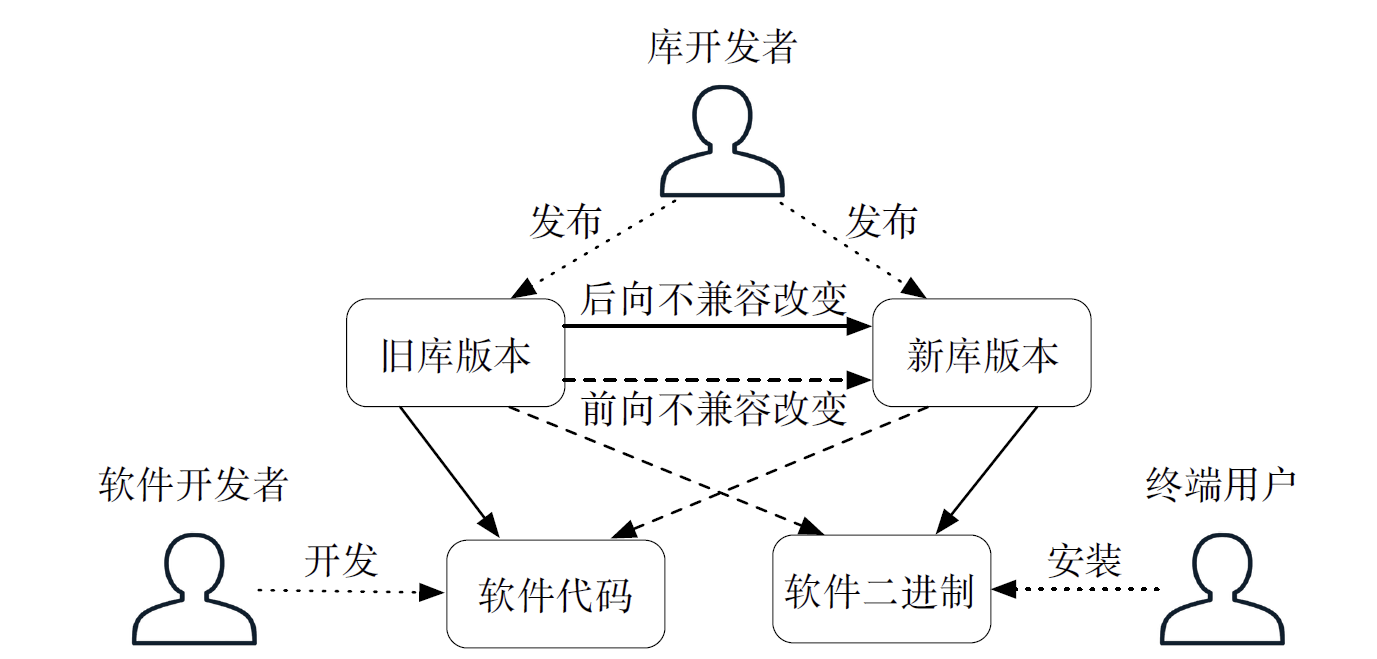 库开发者
发布
发布
后向不兼容改变
旧库版本
新库版本
前向不兼容改变
软件开发者
终端用户
开发
安装
软件代码
软件二进制